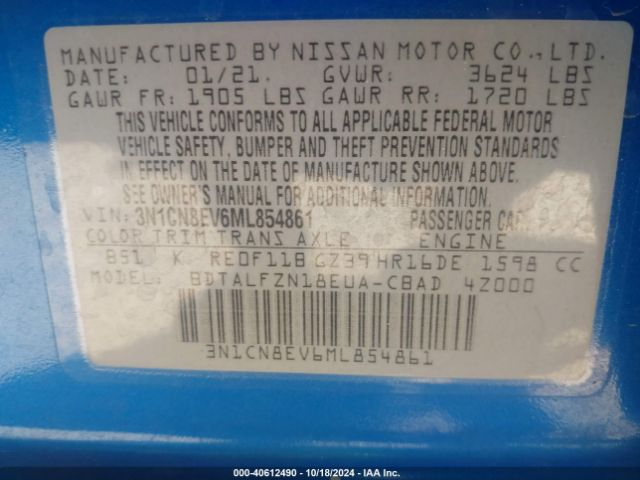 MANUFACTURED BY NISSAN MOTOR CO.,LTD.
DATE: 01/21. GVWR: 3624 LBS
GAWR FR: 1905 LBS GAWR RR: 1720 LBS
THIS VEHICLE CONFORMS TO ALL APPLICABLE FEDERAL MOTOR
VEHICLE SAFETY, BUMPER AND THEFT PREVENTION STANDARDS
IN EFFECT ON THE DATE OF MANUFACTURE SHOWN ABOVE.
SEE OWNER'S MANUAL FOR ADDITIONAL INFORMATION
VIN: 3N1CN8EV6ML854861 PASSENGER CAR
COLOR TRIM TRANS AXLE ENGINE
B51 K RE0F11B GZ39 HR16DE 1598 CC
MODEL: BDTALFZN18EUA-CBAD 4Z000
3N1CN8EV6ML854861
000-40612490 - 10/18/2024 - IAA Inc.